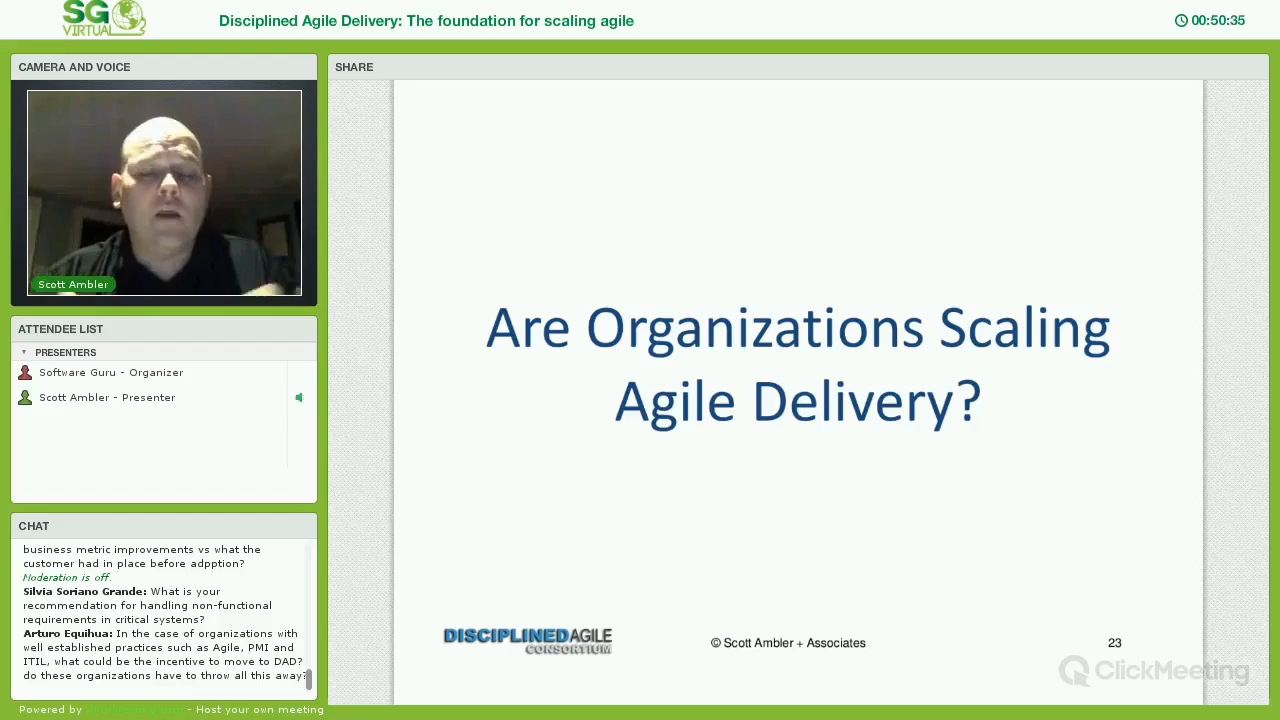 SG
VIRTUAL
Disciplined Agile Delivery: The foundation for scaling agile
00:50:35
CAMERA AND VOICE
Scott Ambler
ATTENDEE LIST
PRESENTERS
Software Guru - Organizer
Scott Ambler - Presenter
CHAT
business metric improvements vs what the
customer had in place before adpption?
Moderation is off.
Silvia Soriano Grande: What is your
recommendation for handling non-functional
requirements in critical systems?
Arturo Equihua: In the case of organizations with
well established practices such as Agile, PMI and
ITIL, what could be the incentive to move to DAD?
do these organizations have to throw all this away?
Powered by - Host your own meeting
SHARE
Are Organizations Scaling
Agile Delivery?
DISCIPLINEDAGILE
CONSORTIUM
© Scott Ambler + Associates
23
ClickMeeting